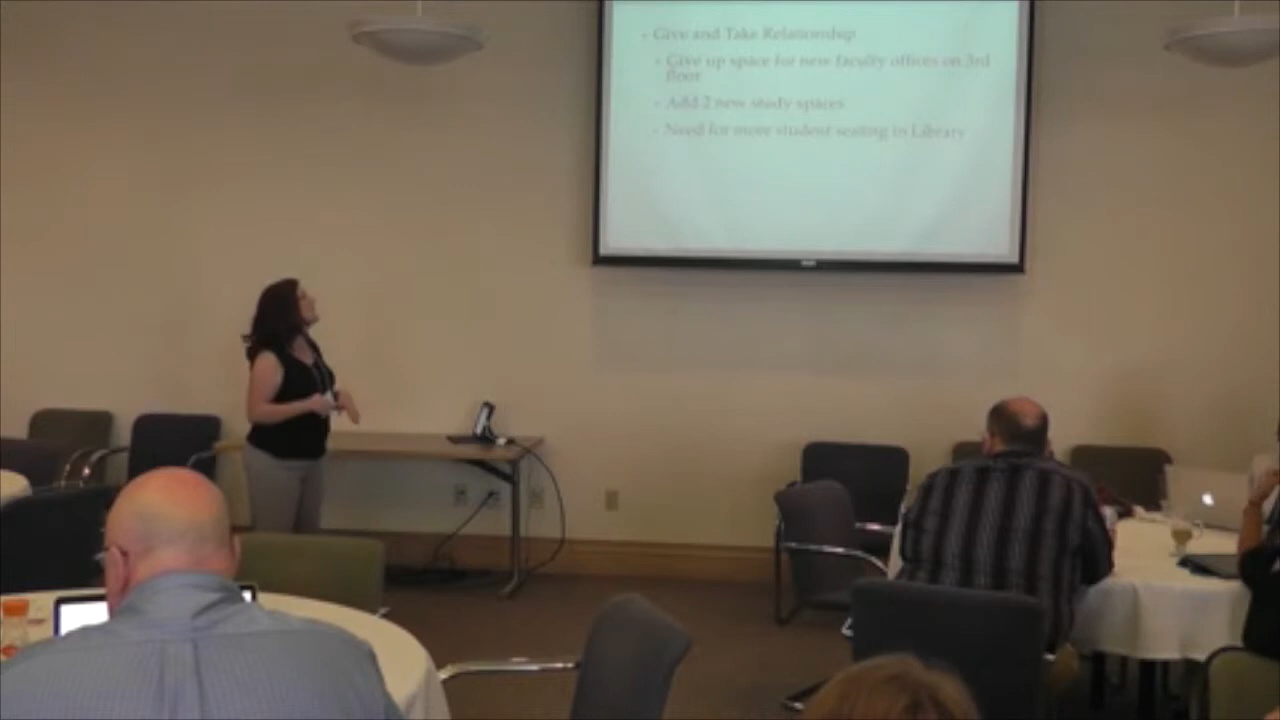 Give and Take Relationship
Give up space for new faculty offices on 3rd
floor
Add 2 new study spaces
Need for more student seating in Library